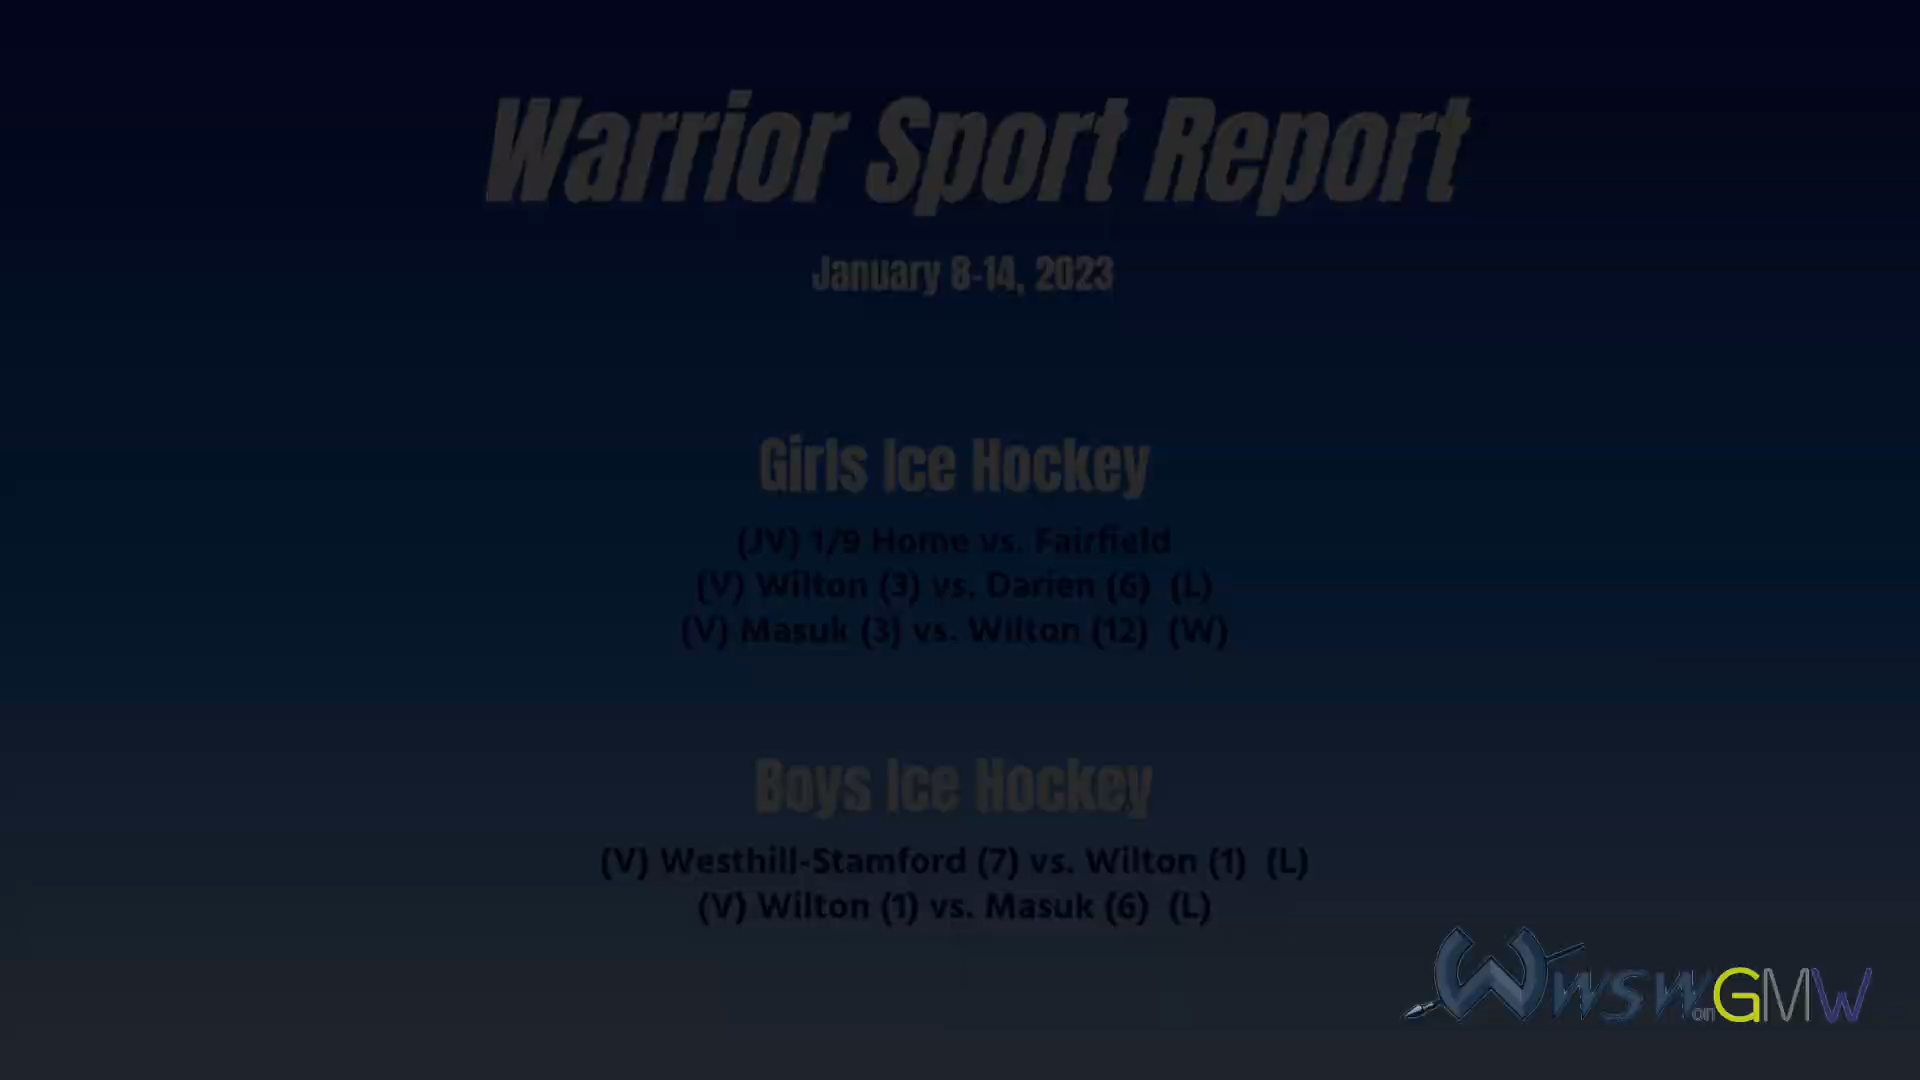 Warrior Sport Report
January 8-14, 2023
Girls Ice Hockey
(JV) 1/9 Home vs. Fairfield
(V) Wilton (3) vs. Darien (6) (L)
(V) Masuk (3) vs. Wilton (12) (W)
Boys Ice Hockey
(V) Westhill-Stamford (7) vs. Wilton (1) (L)
(V) Wilton (1) vs. Masuk (6) (L)
W WSW on GMW